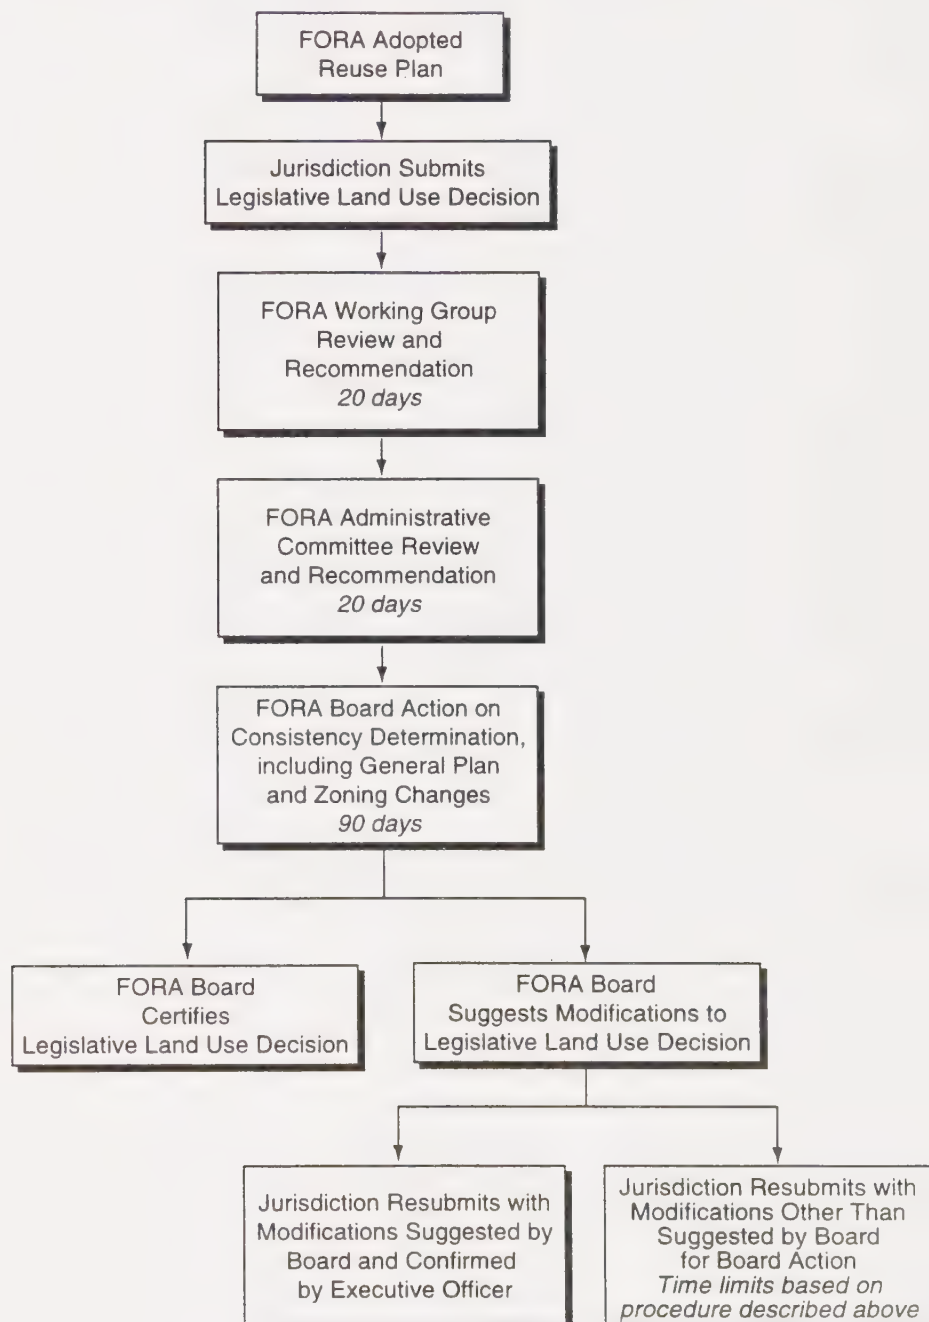 FORA Adopted
Reuse Plan
Jurisdiction Submits
Legislative Land Use Decision
FORA Working Group
Review and
Recommendation
20 days
FORA Administrative
Committee Review
and Recommendation
20 days
FORA Board Action on
Consistency Determination,
including General Plan
and Zoning Changes
90 days
FORA Board
Certifies
Legislative Land Use Decision
FORA Board
Suggests Modifications to
Legislative Land Use Decision
Jurisdiction Resubmits with
Modifications Suggested by
Board and Confirmed
by Executive Officer
Jurisdiction Resubmits with
Modifications Other Than
Suggested by Board
for Board Action
Time limits based on
procedure described above